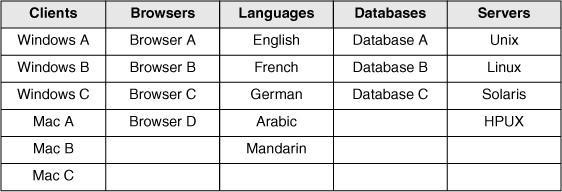 Clients Browsers Languages Databases Servers
Windows A Browser A English Database A Unix
Windows B Browser B French Database B Linux
Windows C Browser C German Database C Solaris
Mac A Browser D Arabic HPUX
Mac B Mandarin
Mac C